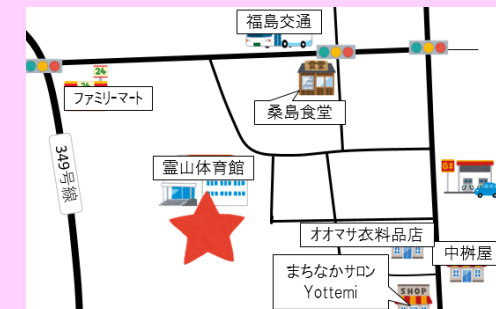 福島交通
食堂
24
ファミリーマート
桑島食堂
349号線
霊山体育館
GS
オオマサ衣料品店
中桝屋
まちなかサロン
Yottemi
SHOP